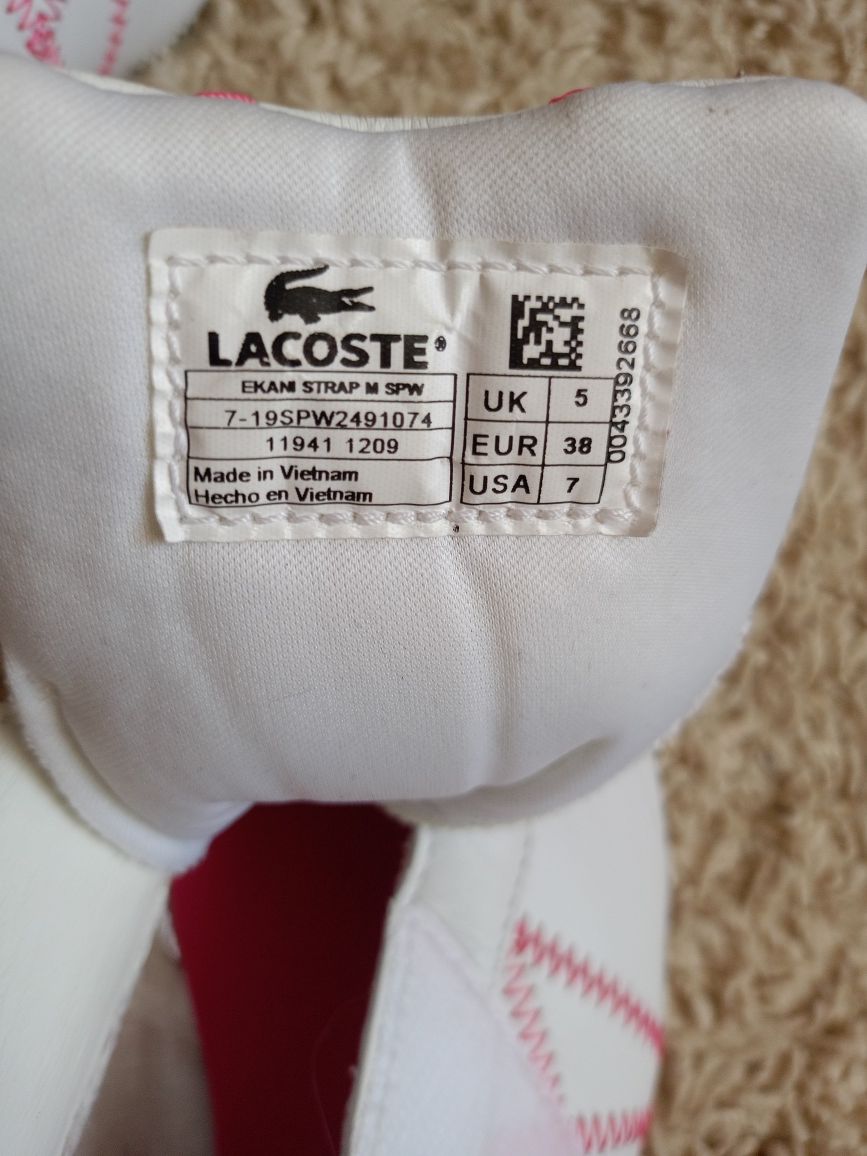 LACOSTE
EKANI STRAP M SPW
7-19SPW2491074
11941 1209
Made in Vietnam
Hecho en Vietnam
UK 5
EUR 38
USA 7
00433392668